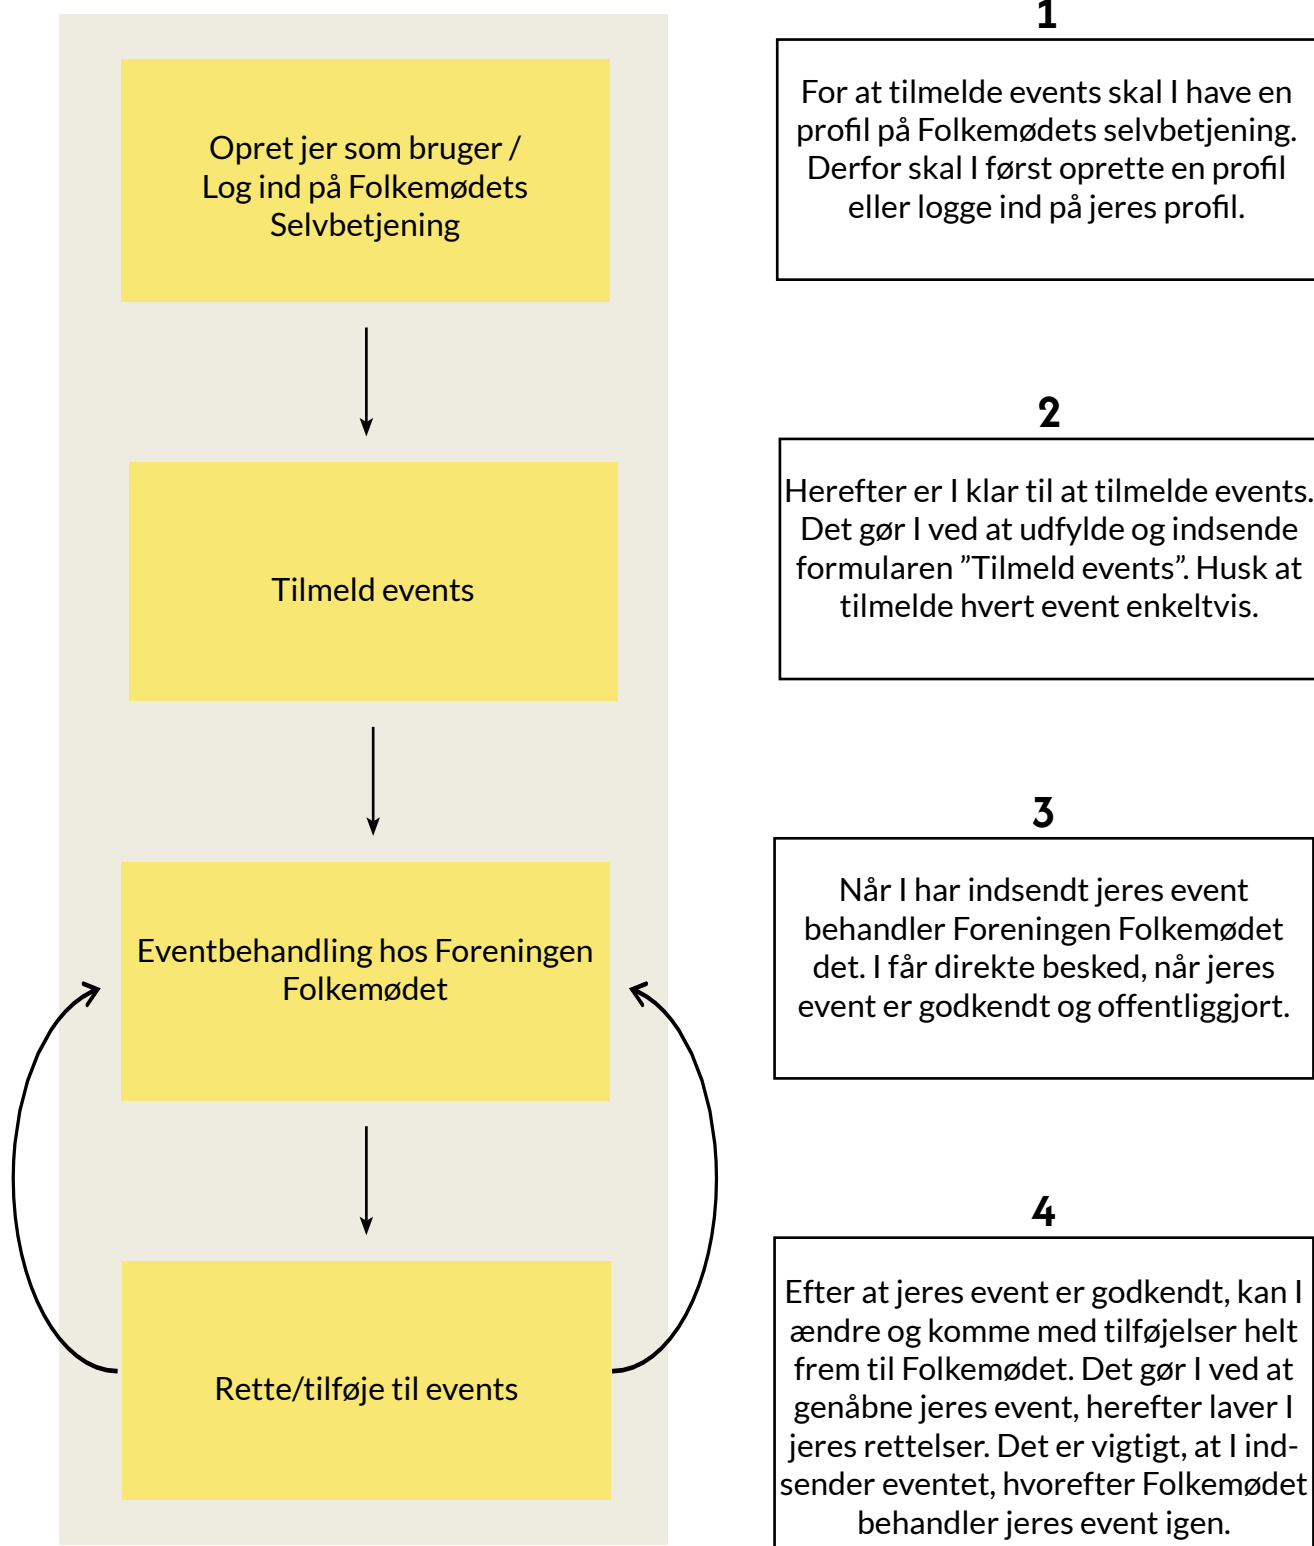 Opret jer som bruger /
Log ind på Folkemødets
Selvbetjening
1
For at tilmelde events skal I have en
profil på Folkemødets selvbetjening.
Derfor skal I først oprette en profil
eller logge ind på jeres profil.
Tilmeld events
2
Herefter er I klar til at tilmelde events.
Det gør I ved at udfylde og indsende
formularen ”Tilmeld events”. Husk at
tilmelde hvert event enkeltvis.
Eventbehandling hos Foreningen
Folkemødet
3
Når I har indsendt jeres event
behandler Foreningen Folkemødet
det. I får direkte besked, når jeres
event er godkendt og offentliggjort.
Rette/tilføje til events
4
Efter at jeres event er godkendt, kan I
ændre og komme med tilføjelser helt
frem til Folkemødet. Det gør I ved at
genåbne jeres event, herefter laver I
jeres rettelser. Det er vigtigt, at I ind-
sender eventet, hvorefter Folkemødet
behandler jeres event igen.